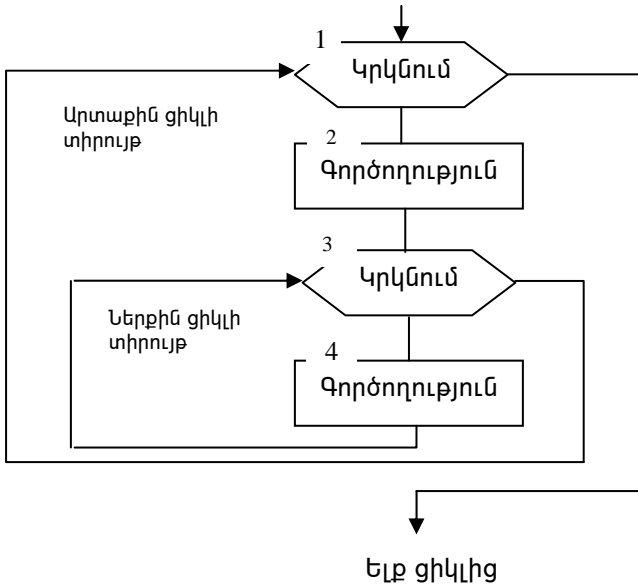 1
Կրկնում
Արտաքին ցիկլի
տիրույթ
2
Գործողություն
3
Կրկնում
Ներքին ցիկլի
տիրույթ
4
Գործողություն
Ելք ցիկլից